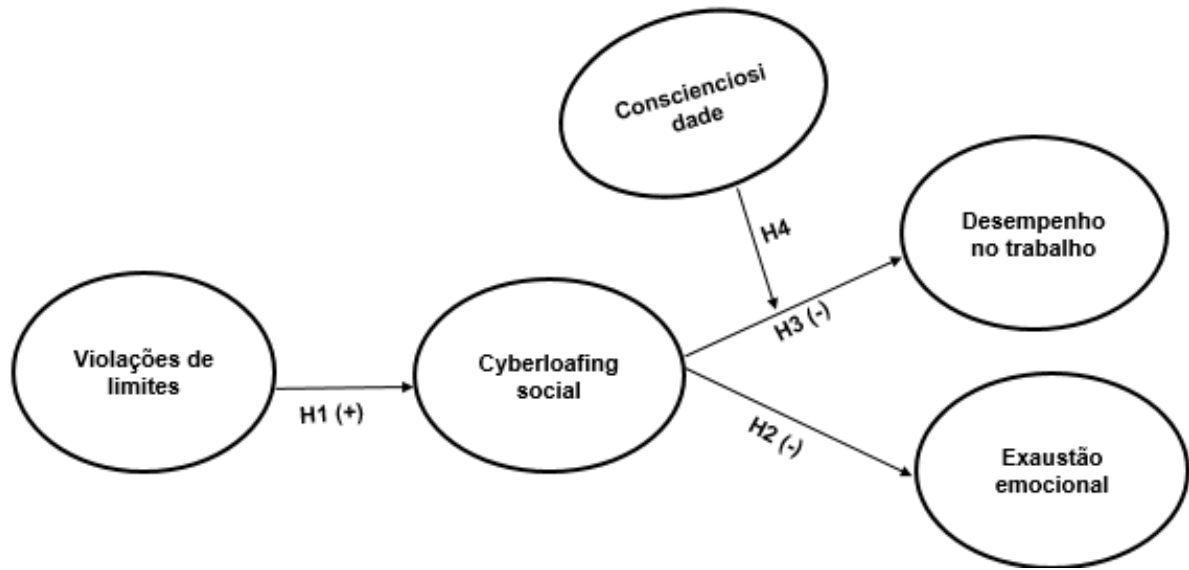 Conscienciosi
dade
H4
Desempenho
no trabalho
H3 (-)
Violações de
limites
H1 (+)
Cyberloafing
social
H2 (-)
Exaustão
emocional